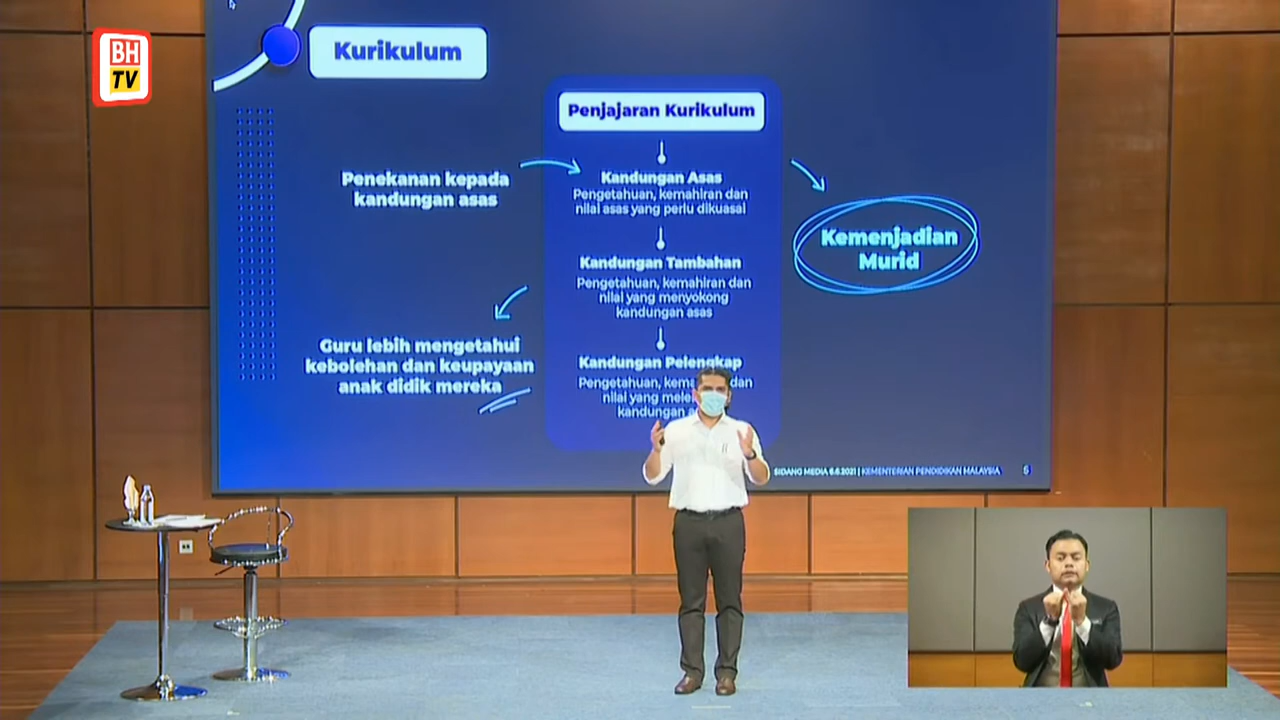 BH
TV
Kurikulum
Penjajaran Kurikulum
Penekanan kepada
kandungan asas
Kandungan Asas
Pengetahuan, kemahiran dan
nilai asas yang perlu dikuasai
Kandungan Tambahan
Pengetahuan, kemahiran dan
nilai yang menyokong
kandungan asas
Kandungan Pelengkap
Pengetahuan, dan
nilai yang
kandungan
Guru lebih mengetahui
kebolehan dan keupayaan
anak didik mereka
Kemenjadian
Murid
SIDANG MEDIA 6.6.2021 | KEMENTERIAN PENDIDIKAN MALAYSIA
5